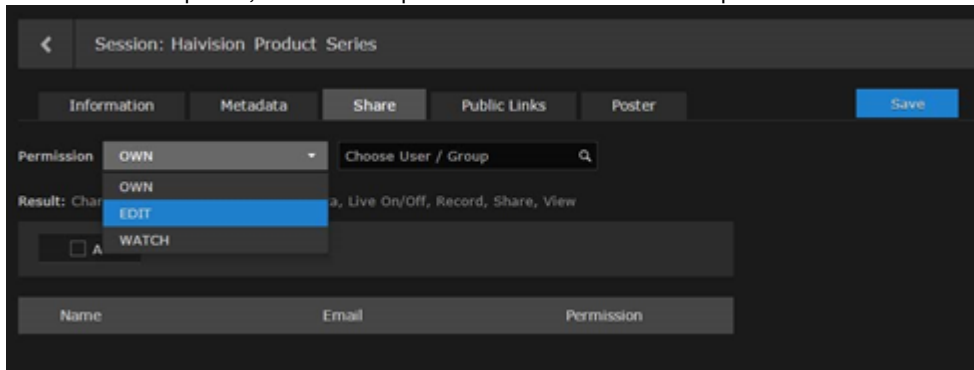 Session: Haivision Product Series
Information Metadata Share Public Links Poster Save
Permission OWN Choose User / Group
OWN
Result: Char a, Live On/Off, Record, Share, View
EDIT
WATCH
A
Name Email Permission